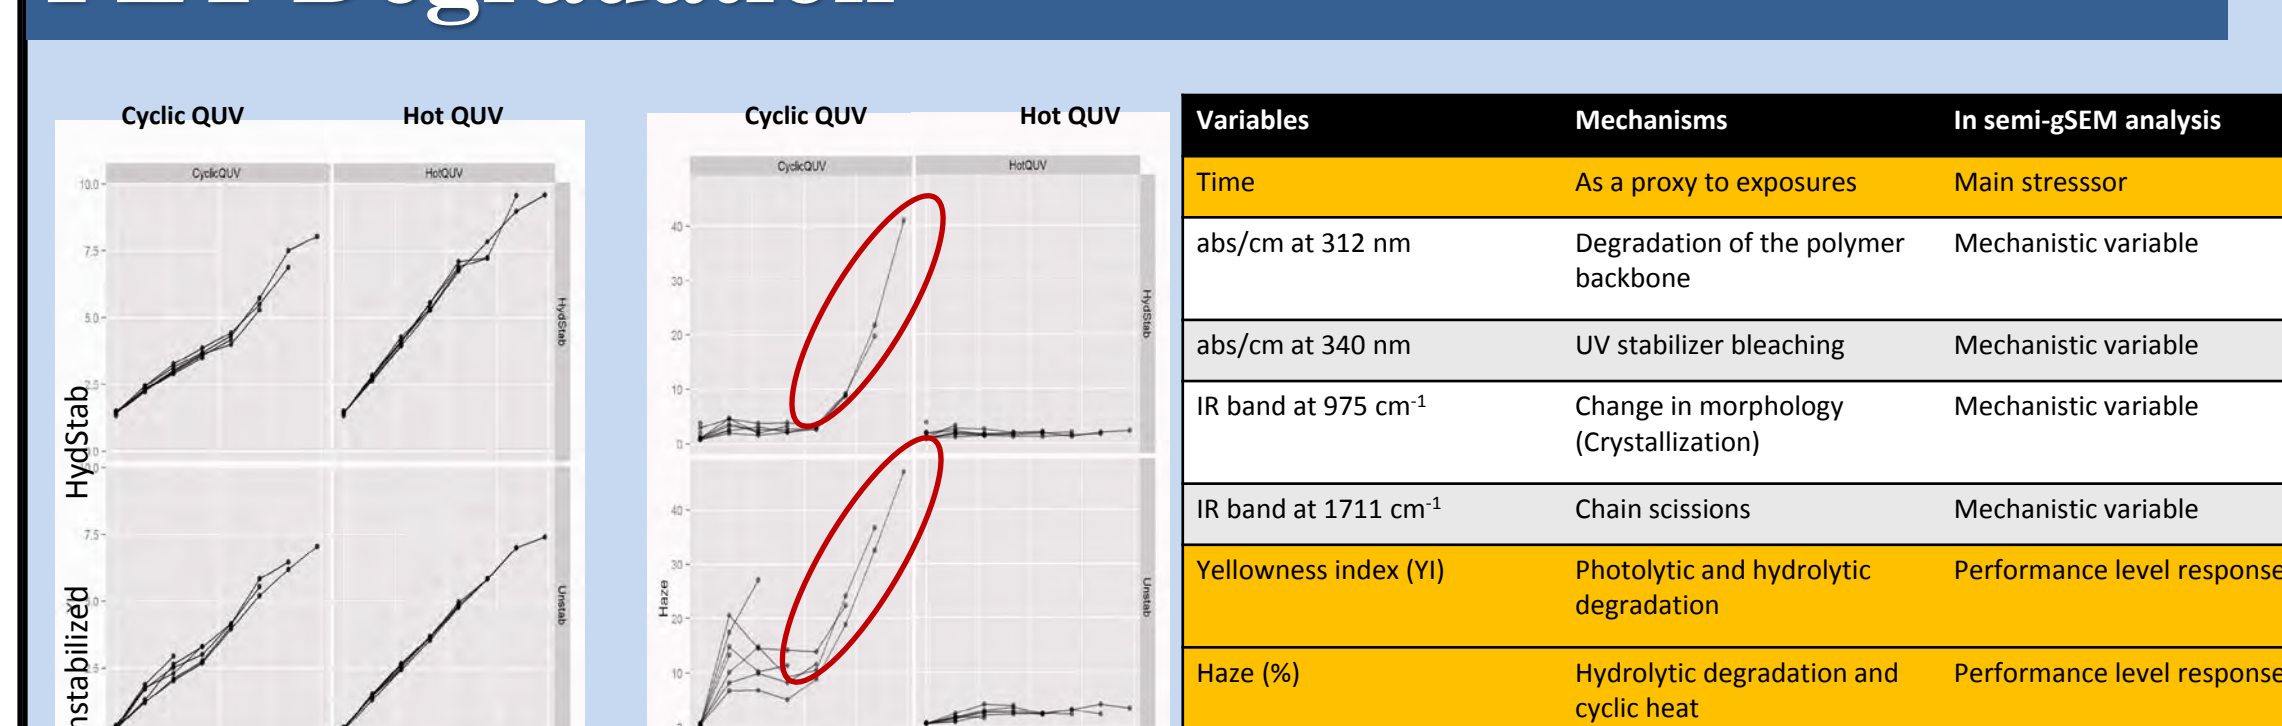 Degradation
Cyclic QUV
Hot QUV
CyclicQUV
HotQUV
10.0
7.5
5.0
2.5
HydStab
HydStab
7.5
Unstab
Cyclic QUV
Hot QUV
CyclicQUV
HotQUV
40
30
20
10
0
HydStab
40
30
20
10
Haze
Unstab
Variables Mechanisms In semi-gSEM analysis
Time As a proxy to exposures Main stresssor
abs/cm at 312 nm Degradation of the polymer Mechanistic variable
backbone
abs/cm at 340 nm UV stabilizer bleaching Mechanistic variable
IR band at 975 cm⁻¹ Change in morphology Mechanistic variable
(Crystallization)
IR band at 1711 cm⁻¹ Chain scissions Mechanistic variable
Yellowness index (YI) Photolytic and hydrolytic Performance level response
degradation
Haze (%) Hydrolytic degradation and Performance level response
cyclic heat